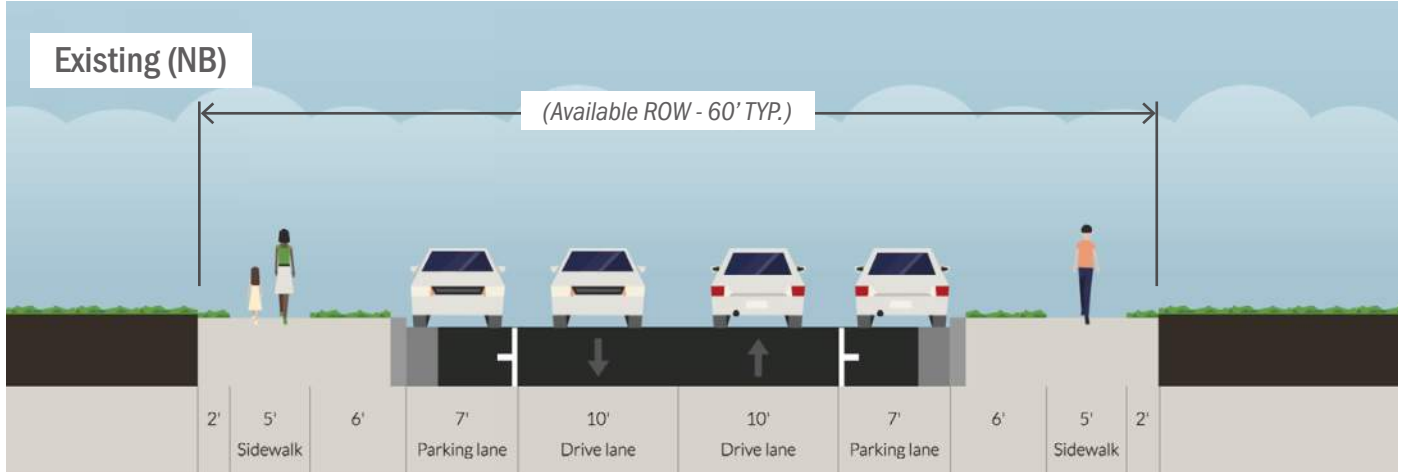 Existing (NB)
(Available ROW - 60' TYP.)
2' 5' 6' 7' 10' 10' 7' 6' 5' 2'
Sidewalk Parking lane Drive lane Drive lane Parking lane Sidewalk